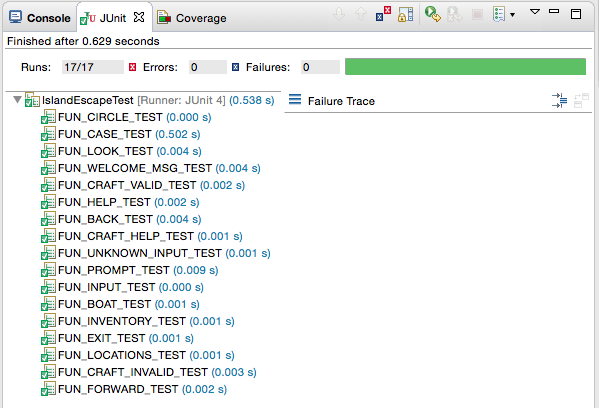 Console JUnit Coverage
Finished after 0.629 seconds
Runs: 17/17 Errors: 0 Failures: 0
IslandEscapeTest [Runner: JUnit 4] (0.538 s)
Failure Trace
FUN_CIRCLE_TEST (0.000 s)
FUN_CASE_TEST (0.502 s)
FUN_LOOK_TEST (0.004 s)
FUN_WELCOME_MSG_TEST (0.004 s)
FUN_CRAFT_VALID_TEST (0.002 s)
FUN_HELP_TEST (0.002 s)
FUN_BACK_TEST (0.004 s)
FUN_CRAFT_HELP_TEST (0.001 s)
FUN_UNKNOWN_INPUT_TEST (0.001 s)
FUN_PROMPT_TEST (0.009 s)
FUN_INPUT_TEST (0.000 s)
FUN_BOAT_TEST (0.001 s)
FUN_INVENTORY_TEST (0.001 s)
FUN_EXIT_TEST (0.001 s)
FUN_LOCATIONS_TEST (0.001 s)
FUN_CRAFT_INVALID_TEST (0.003 s)
FUN_FORWARD_TEST (0.002 s)